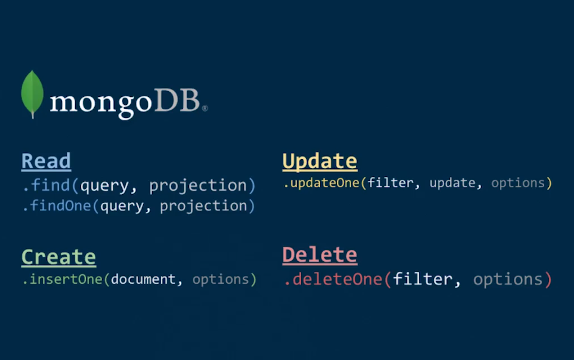 mongoDB®
Read
.find(query, projection)
.findOne(query, projection)
Create
.insertOne(document, options)
Update
.updateOne(filter, update, options)
Delete
.deleteOne(filter, options)